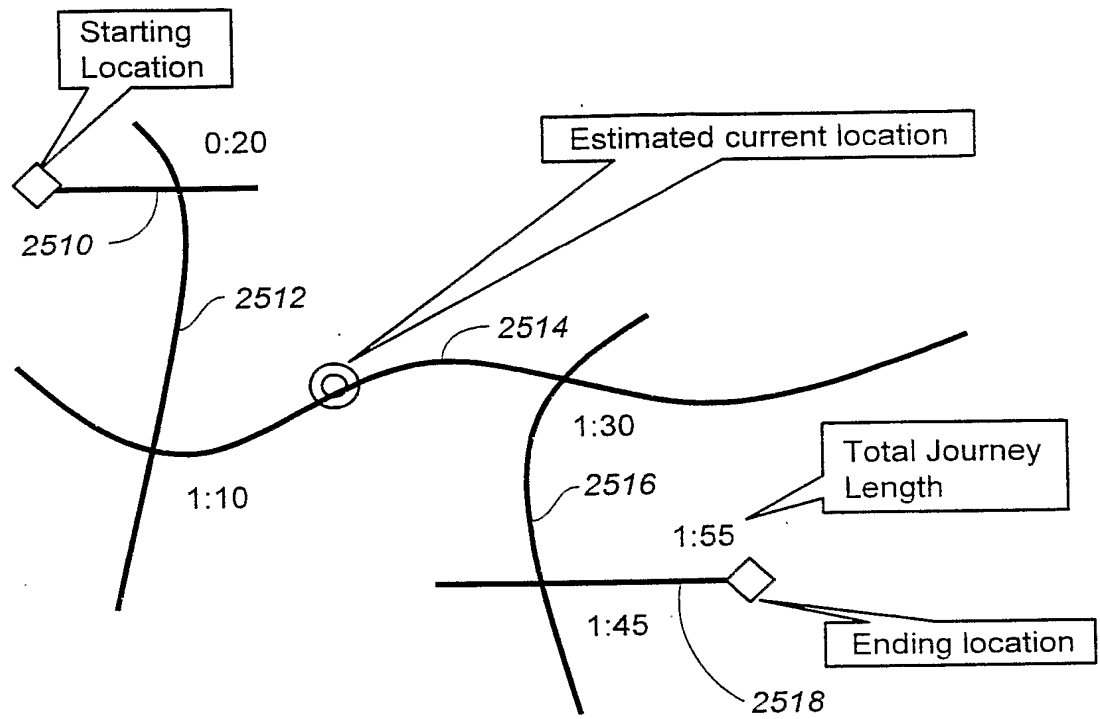 Starting
Location
0:20
Estimated current location
2510
2512
2514
1:30
Total Journey
Length
1:10
2516
1:55
1:45
Ending location
2518